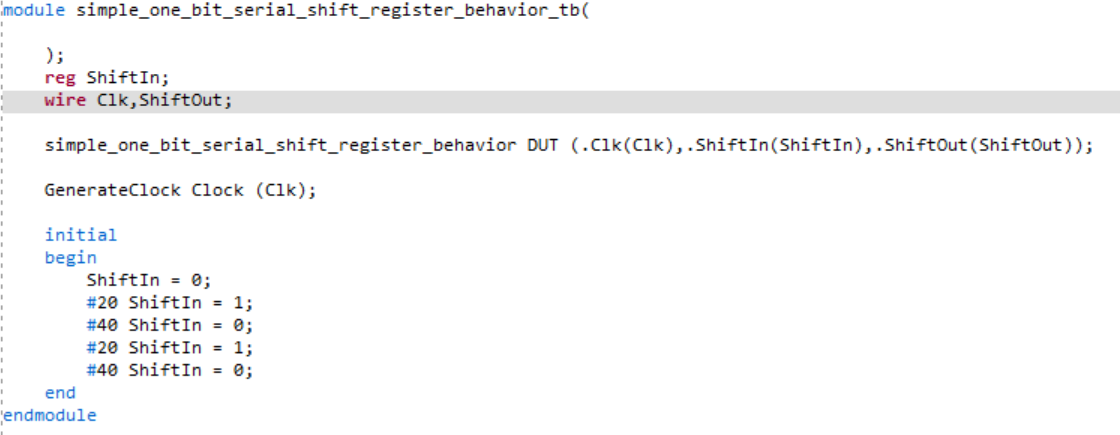 module simple_one_bit_serial_shift_register_behavior_tb(
);
reg ShiftIn;
wire Clk,ShiftOut;
simple_one_bit_serial_shift_register_behavior DUT (.Clk(Clk),.ShiftIn(ShiftIn),.ShiftOut(ShiftOut));
GenerateClock Clock (Clk);
initial
begin
ShiftIn = 0;
#20 ShiftIn = 1;
#40 ShiftIn = 0;
#20 ShiftIn = 1;
#40 ShiftIn = 0;
end
endmodule